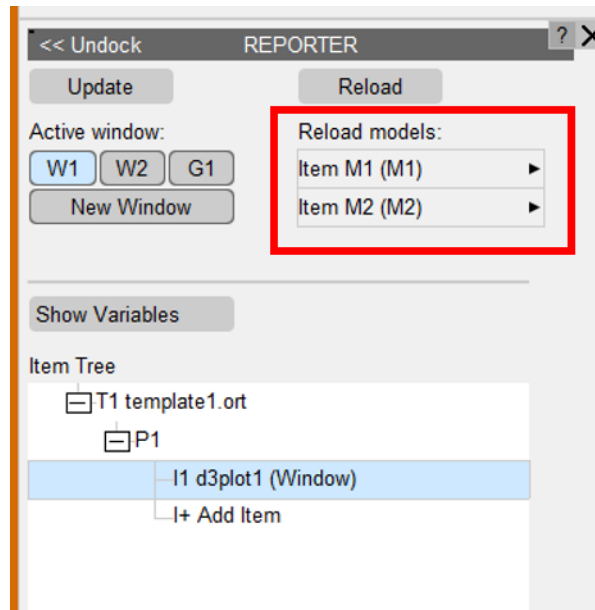 << Undock REPORTER ? X
Update Reload
Active window: Reload models:
W1 W2 G1 Item M1 (M1)
New Window Item M2 (M2)
Show Variables
Item Tree
T1 template1.ort
P1
I1 d3plot1 (Window)
I+ Add Item